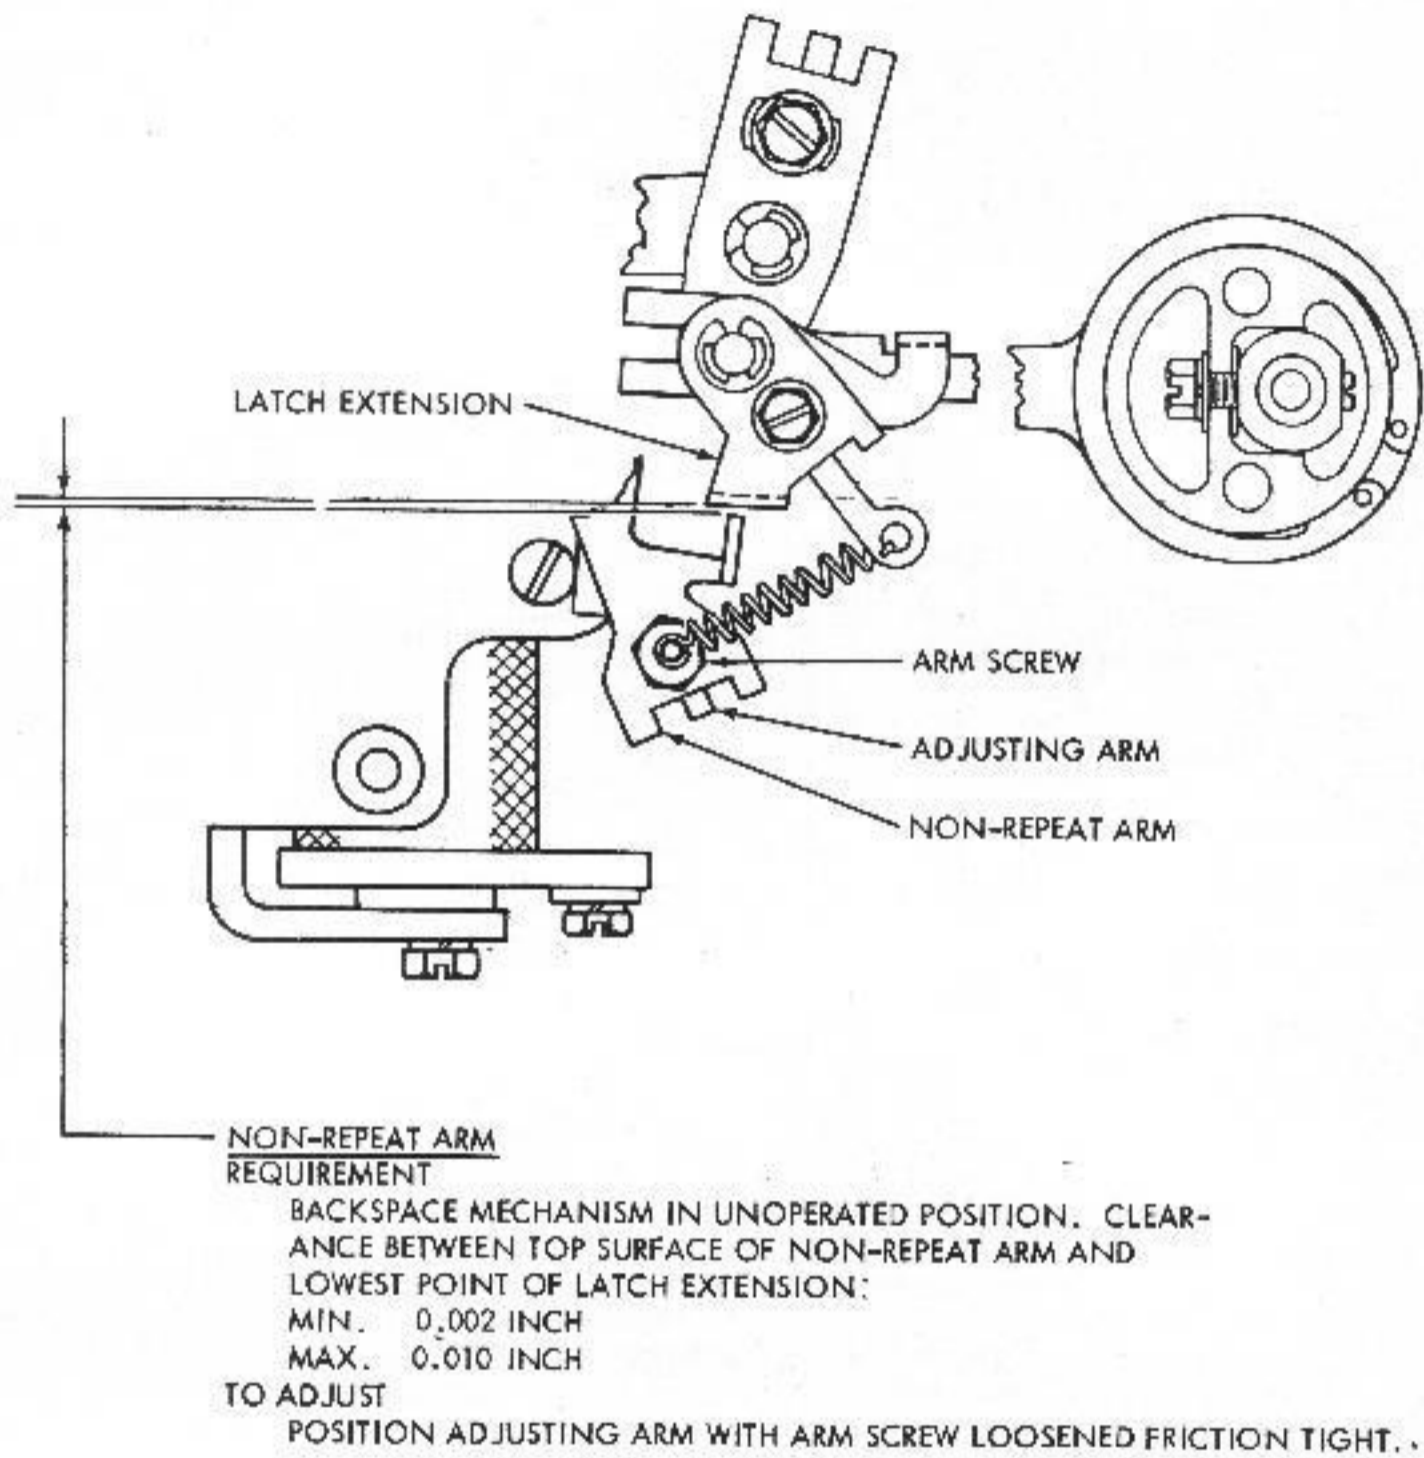 LATCH EXTENSION
ARM SCREW
ADJUSTING ARM
NON-REPEAT ARM
NON-REPEAT ARM
REQUIREMENT
BACKSPACE MECHANISM IN UNOPERATED POSITION. CLEAR-
ANCE BETWEEN TOP SURFACE OF NON-REPEAT ARM AND
LOWEST POINT OF LATCH EXTENSION:
MIN. 0.002 INCH
MAX. 0.010 INCH
TO ADJUST
POSITION ADJUSTING ARM WITH ARM SCREW LOOSENED FRICTION TIGHT.